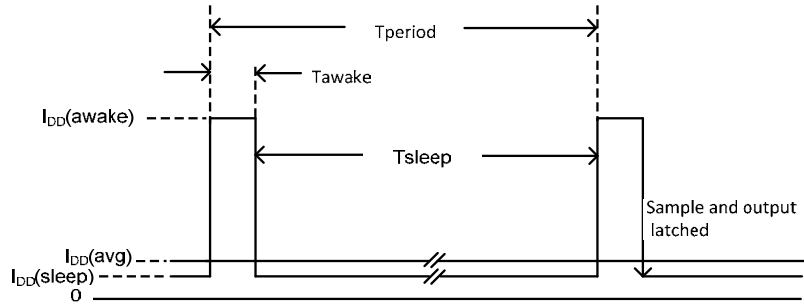 Tperiod
Tawake
IDD(awake)
Tsleep
Sample and output
latched
IDD(avg)
IDD(sleep)
0